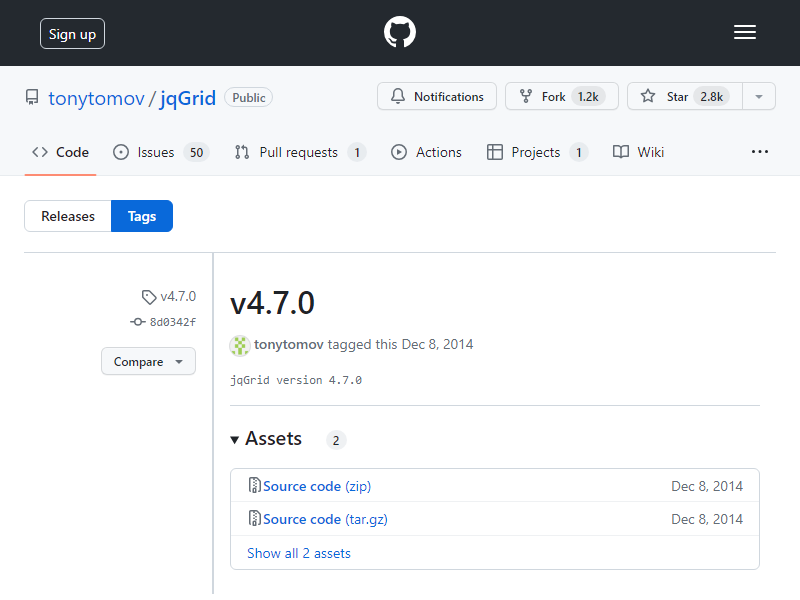 Sign up
tonytomov / jqGrid Public
Notifications Fork 1.2k Star 2.8k
Code Issues 50 Pull requests 1 Actions Projects 1 Wiki
Releases Tags
v4.7.0
8d0342f
Compare
v4.7.0
tonytomov tagged this Dec 8, 2014
jqGrid version 4.7.0
Assets 2
Source code (zip) Dec 8, 2014
Source code (tar.gz) Dec 8, 2014
Show all 2 assets